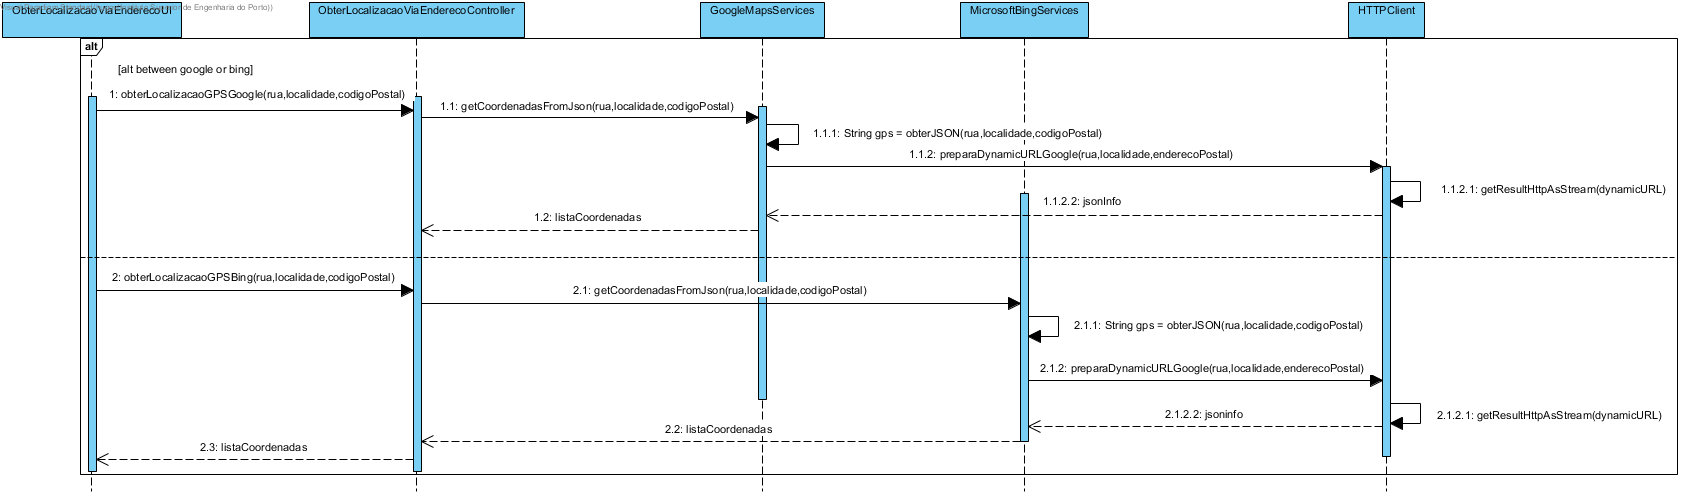 de Engenharia do Porto))
ObterLocalizacaoViaEnderecoUI
ObterLocalizacaoViaEnderecoController
GoogleMapsServices
MicrosoftBingServices
HTTPClient
alt
[alt between google or bing]
1: obterLocalizacaoGPSGoogle(rua,localidade,codigoPostal)
1.1: getCoordenadasFromJson(rua,localidade,codigoPostal)
1.1.1: String gps = obterJSON(rua,localidade,codigoPostal)
1.1.2: preparaDynamicURLGoogle(rua,localidade,enderecoPostal)
1.1.2.1: getResultHttpAsStream(dynamicURL)
1.1.2.2: jsonInfo
1.2: listaCoordenadas
2: obterLocalizacaoGPSBing(rua,localidade,codigoPostal)
2.1: getCoordenadasFromJson(rua,localidade,codigoPostal)
2.1.1: String gps = obterJSON(rua,localidade,codigoPostal)
2.1.2: preparaDynamicURLGoogle(rua,localidade,enderecoPostal)
2.1.2.1: getResultHttpAsStream(dynamicURL)
2.1.2.2: jsoninfo
2.2: listaCoordenadas
2.3: listaCoordenadas